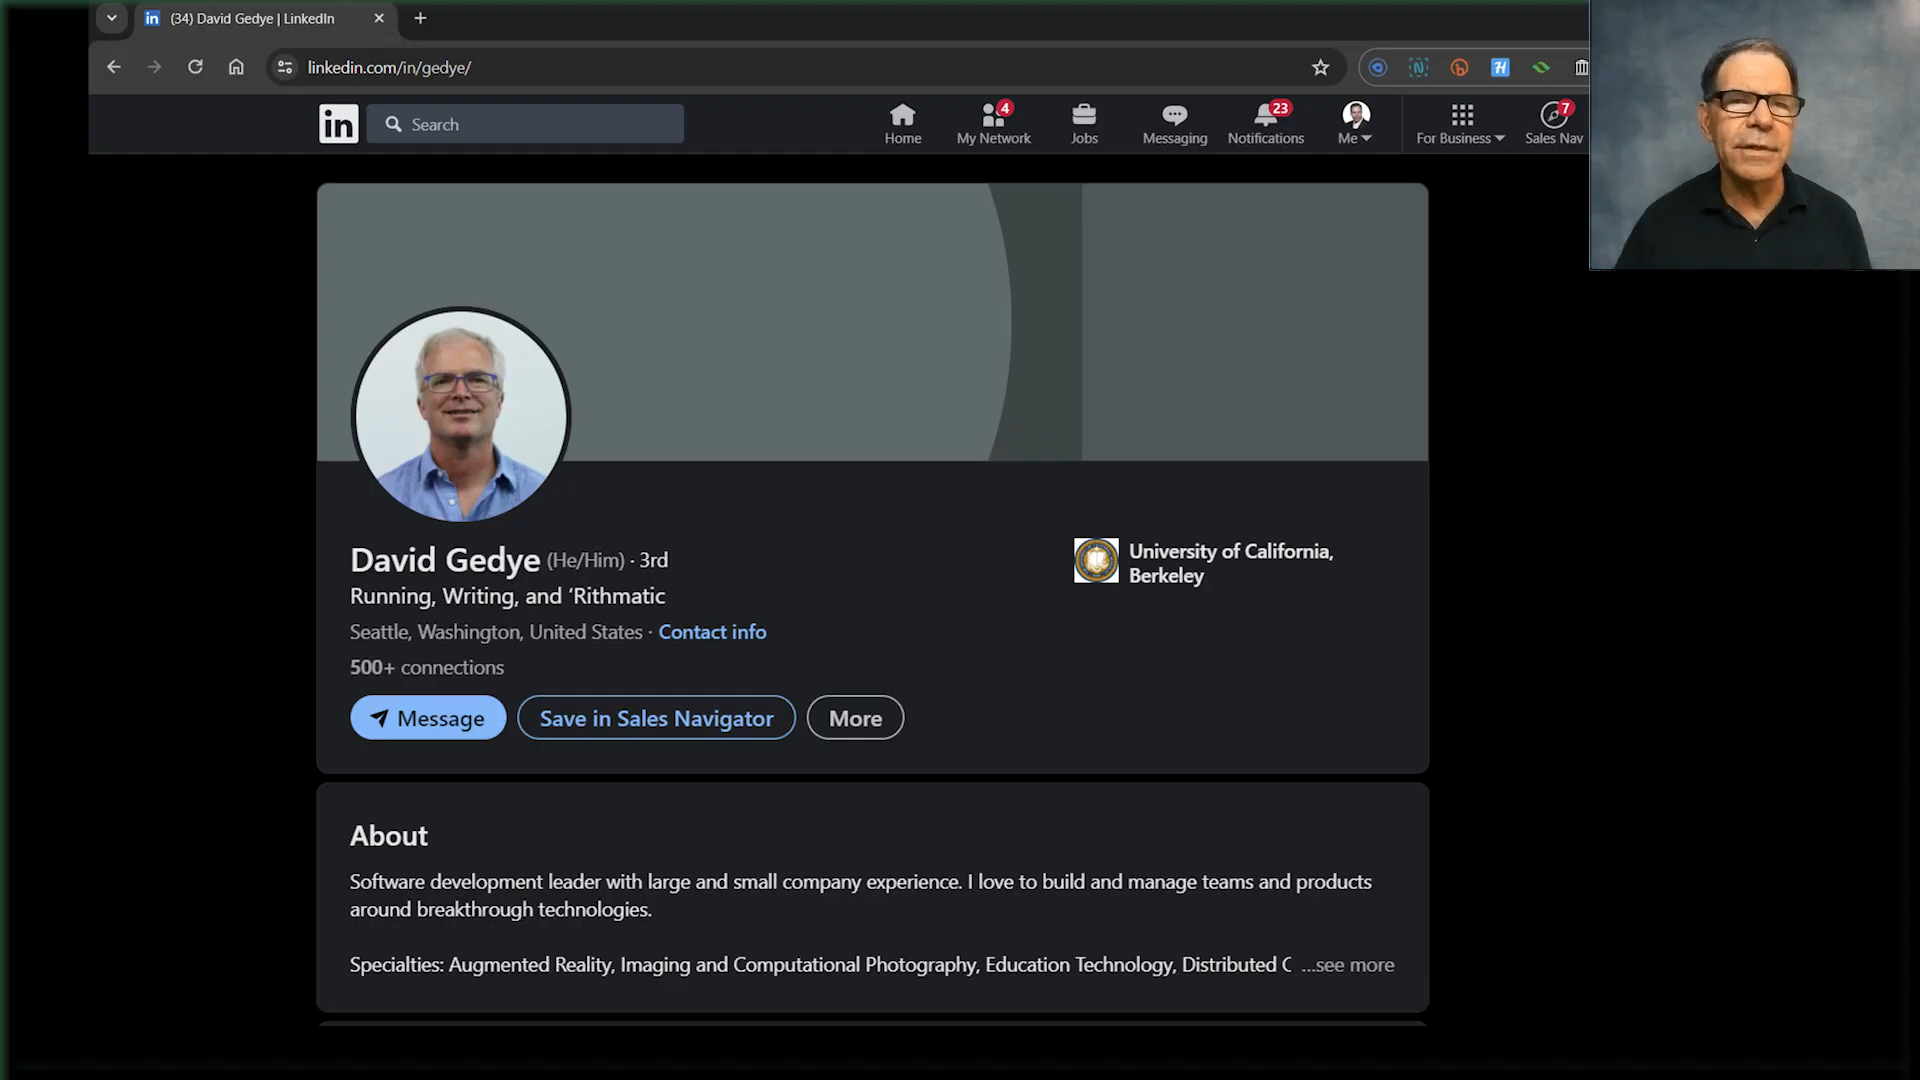 (34) David Gedye | LinkedIn
linkedin.com/in/gedye/
in
Search
4
23
7
Home
My Network
Jobs
Messaging
Notifications
Me
For Business
Sales Nav
David Gedye (He/Him) · 3rd
Running, Writing, and ‘Rithmatic
Seattle, Washington, United States · Contact info
500+ connections
University of California,
Berkeley
Message
Save in Sales Navigator
More
About
Software development leader with large and small company experience. I love to build and manage teams and products
around breakthrough technologies.
Specialties: Augmented Reality, Imaging and Computational Photography, Education Technology, Distributed C ...see more